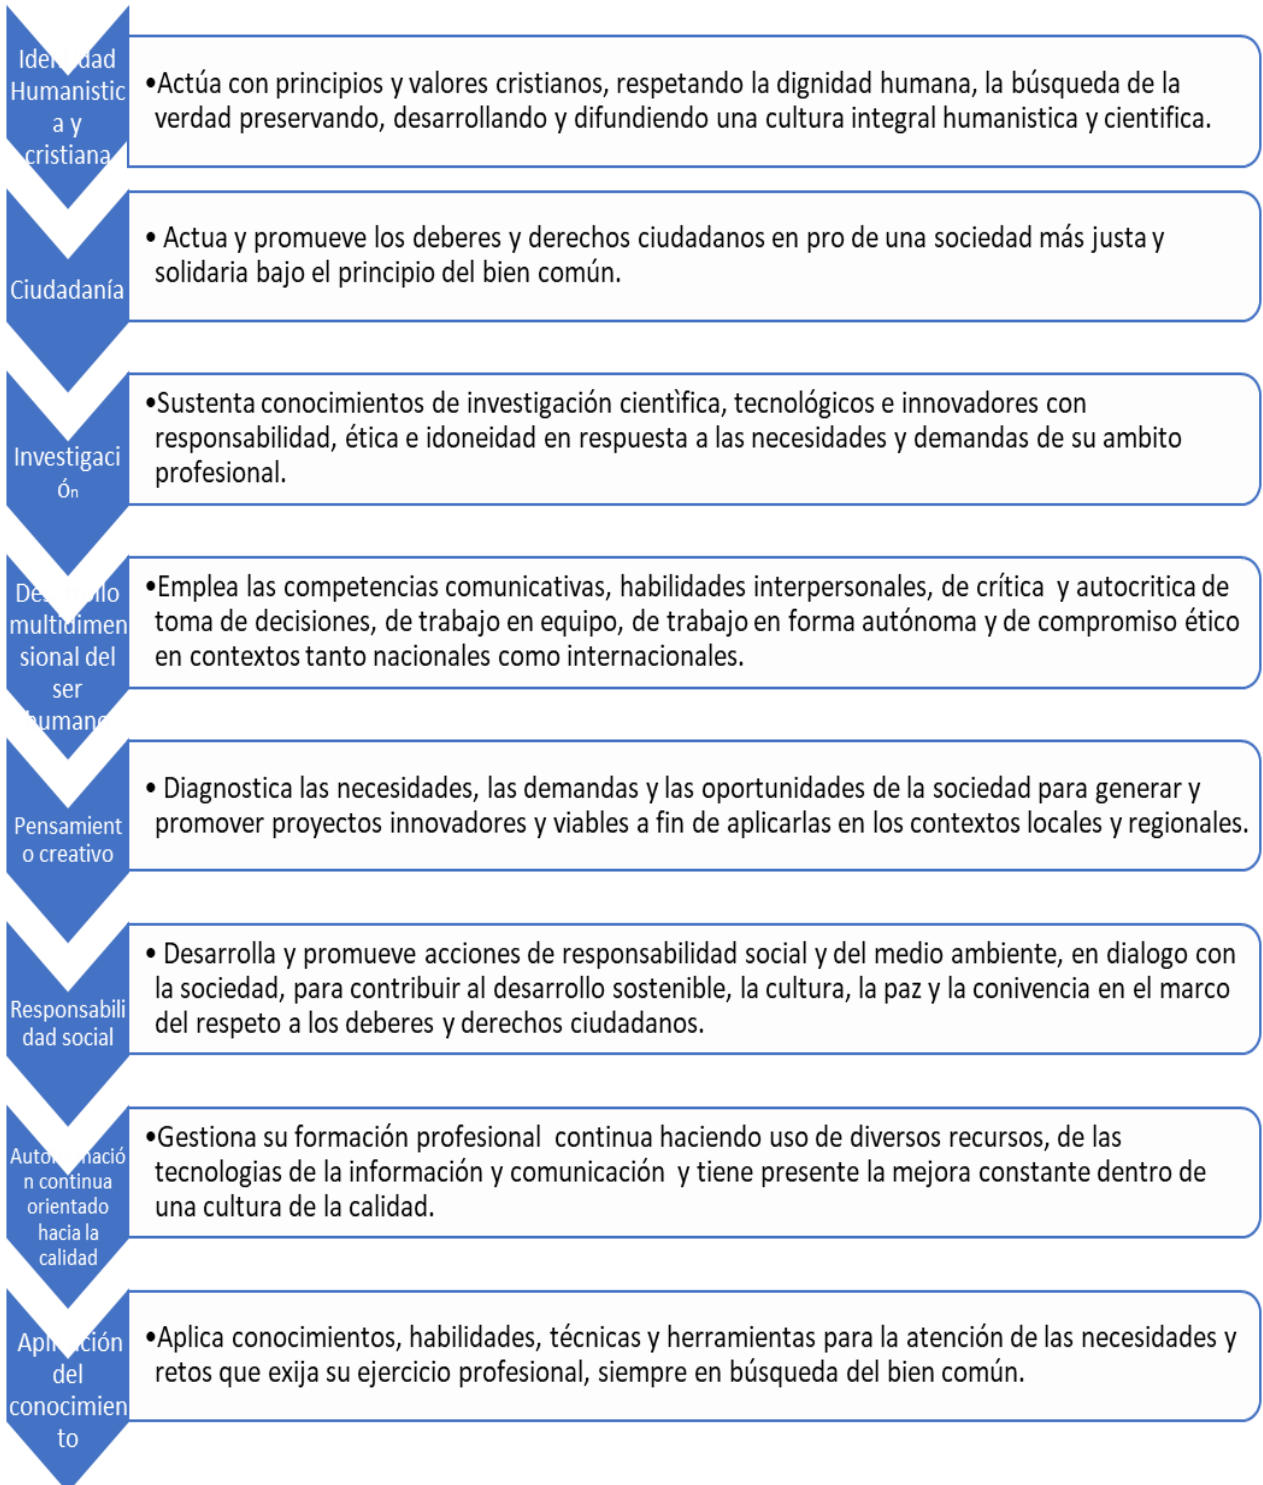 Identidad
Humanistic
a y
cristiana
•Actúa con principios y valores cristianos, respetando la dignidad humana, la búsqueda de la
verdad preservando, desarrollando y difundiendo una cultura integral humanistica y cientifica.
Ciudadanía
• Actua y promueve los deberes y derechos ciudadanos en pro de una sociedad más justa y
solidaria bajo el principio del bien común.
Investigaci
ón
•Sustenta conocimientos de investigación cientìfica, tecnológicos e innovadores con
responsabilidad, ética e idoneidad en respuesta a las necesidades y demandas de su ambito
profesional.
Desarrollo
multidimen
sional del
ser
humano
•Emplea las competencias comunicativas, habilidades interpersonales, de crítica y autocritica de
toma de decisiones, de trabajo en equipo, de trabajo en forma autónoma y de compromiso ético
en contextos tanto nacionales como internacionales.
Pensamient
o creativo
• Diagnostica las necesidades, las demandas y las oportunidades de la sociedad para generar y
promover proyectos innovadores y viables a fin de aplicarlas en los contextos locales y regionales.
Responsabili
dad social
• Desarrolla y promueve acciones de responsabilidad social y del medio ambiente, en dialogo con
la sociedad, para contribuir al desarrollo sostenible, la cultura, la paz y la conivencia en el marco
del respeto a los deberes y derechos ciudadanos.
Autoformació
n continua
orientado
hacia la
calidad
•Gestiona su formación profesional continua haciendo uso de diversos recursos, de las
tecnologias de la información y comunicación y tiene presente la mejora constante dentro de
una cultura de la calidad.
Aplicación
del
conocimien
to
•Aplica conocimientos, habilidades, técnicas y herramientas para la atención de las necesidades y
retos que exija su ejercicio profesional, siempre en búsqueda del bien común.